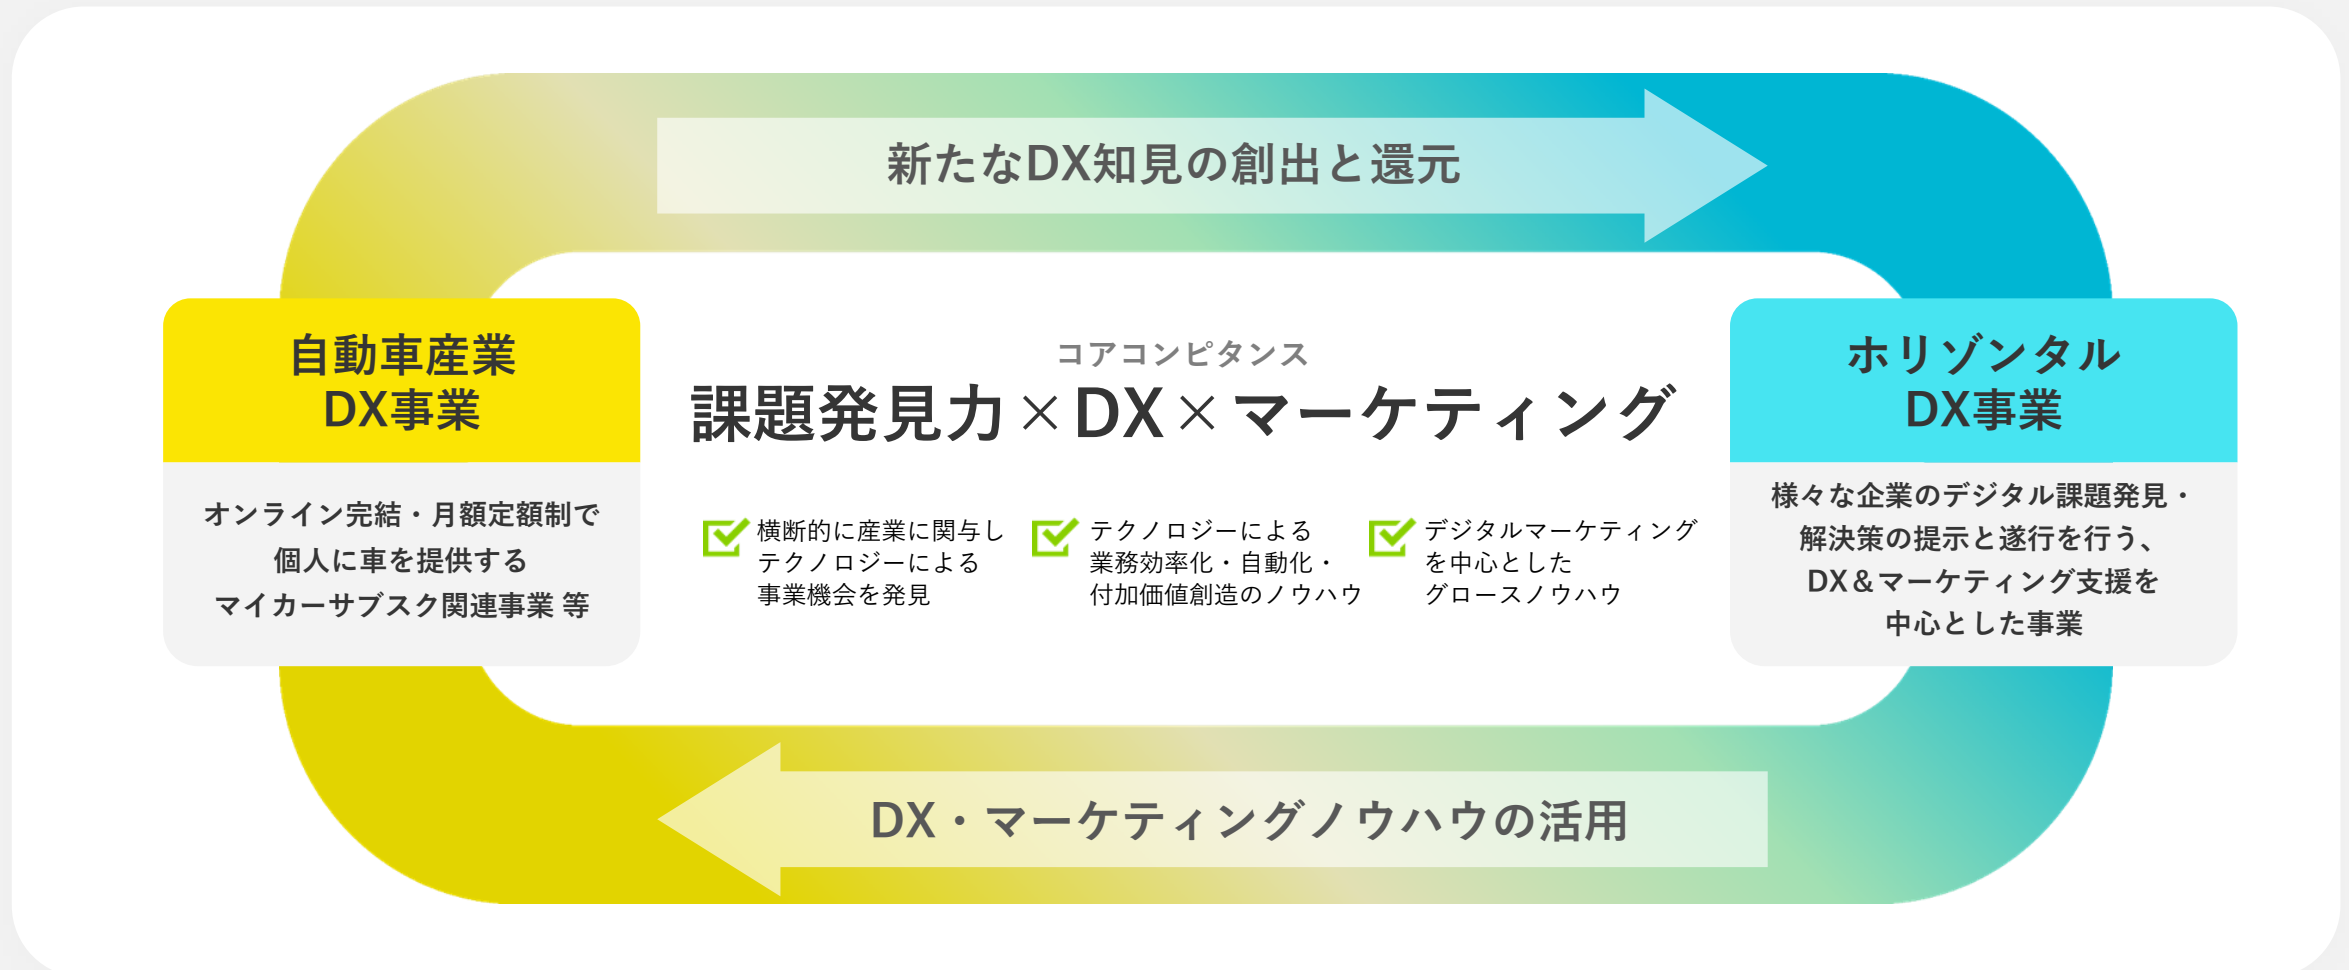 新たなDX知見の創出と還元
自動車産業
DX事業
オンライン完結・月額定額制で
個人に車を提供する
マイカーサブスク関連事業 等
コアコンピタンス
課題発見力×DX×マーケティング
横断的に産業に関与し
テクノロジーによる
事業機会を発見
テクノロジーによる
業務効率化・自動化・
付加価値創造のノウハウ
デジタルマーケティング
を中心とした
グロースノウハウ
ホリゾンタル
DX事業
様々な企業のデジタル課題発見・
解決策の提示と遂行を行う、
DX＆マーケティング支援を
中心とした事業
DX・マーケティングノウハウの活用